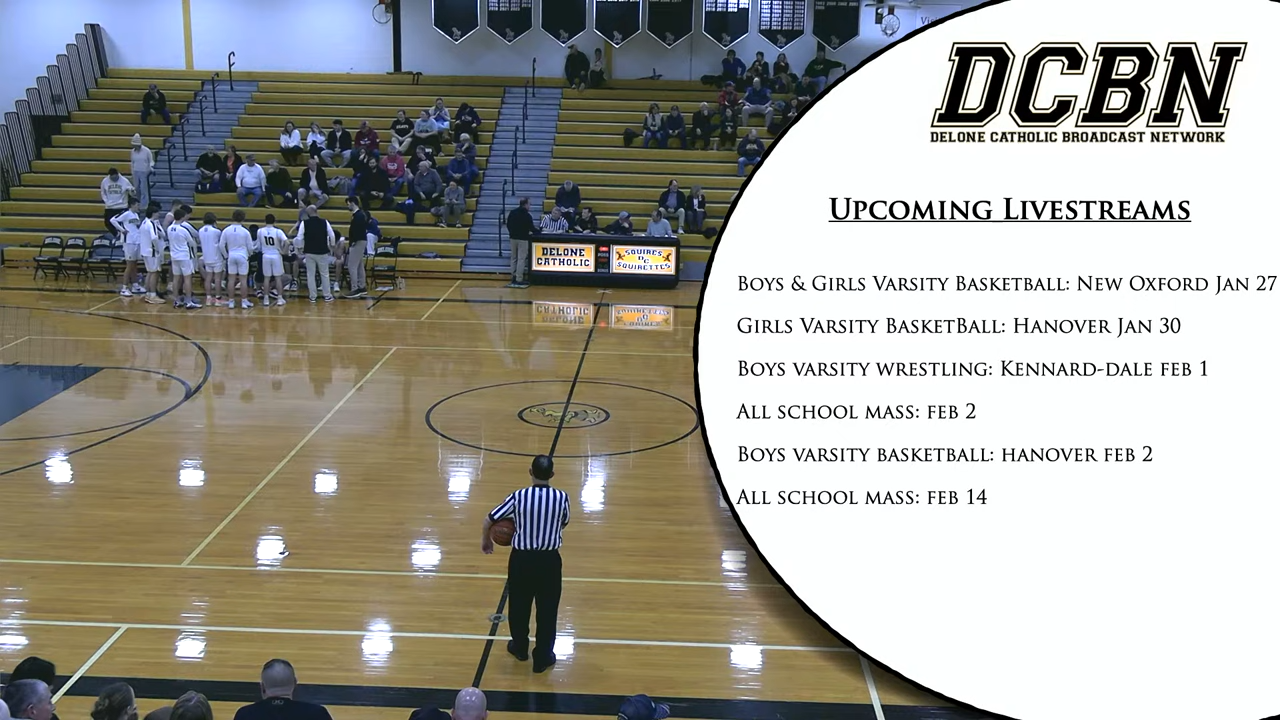 DCBN
DELONE CATHOLIC BROADCAST NETWORK
UPCOMING LIVESTREAMS
BOYS & GIRLS VARSITY BASKETBALL: NEW OXFORD JAN 27
GIRLS VARSITY BASKETBALL: HANOVER JAN 30
BOYS VARSITY WRESTLING: KENNARD-DALE FEB 1
ALL SCHOOL MASS: FEB 2
BOYS VARSITY BASKETBALL: HANOVER FEB 2
ALL SCHOOL MASS: FEB 14
DELONE
CATHOLIC
SQUIRES
DC
SQUIRETTES
10